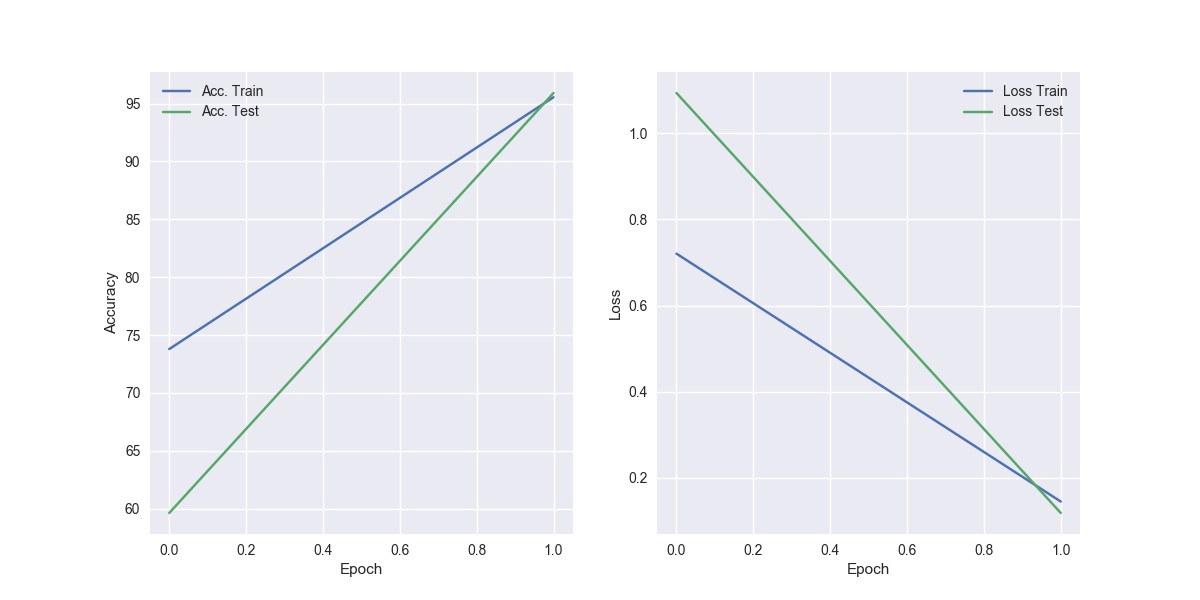 Acc. Train
Acc. Test
95
90
85
80
75
70
65
60
Accuracy
0.0 0.2 0.4 0.6 0.8 1.0
Epoch
Loss Train
Loss Test
1.0
0.8
0.6
0.4
0.2
Loss
0.0 0.2 0.4 0.6 0.8 1.0
Epoch